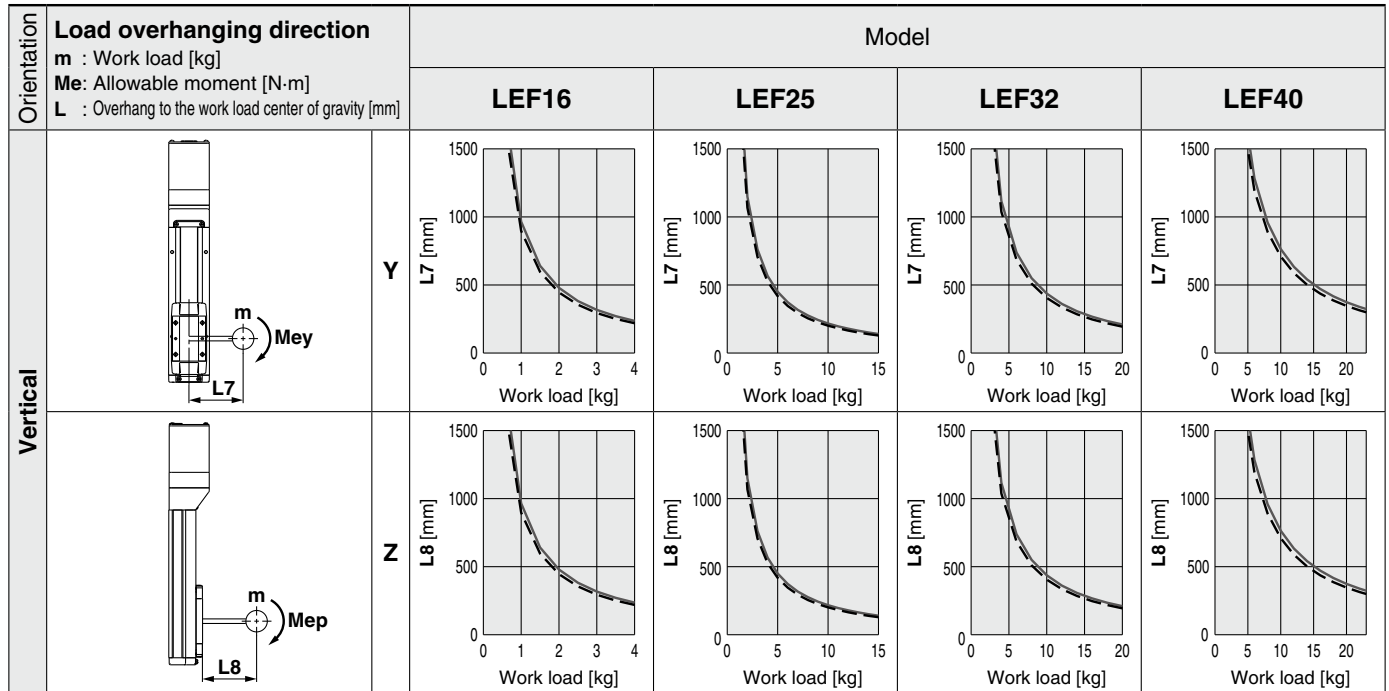 Orientation
Load overhanging direction
m : Work load [kg]
Me: Allowable moment [N·m]
L : Overhang to the work load center of gravity [mm]
Model
LEF16
LEF25
LEF32
LEF40
Vertical
m
Mey
L7
Y
L7 [mm]
1500
1000
500
0
0 1 2 3 4
Work load [kg]
L7 [mm]
1500
1000
500
0
0 5 10 15
Work load [kg]
L7 [mm]
1500
1000
500
0
0 5 10 15 20
Work load [kg]
L7 [mm]
1500
1000
500
0
0 5 10 15 20
Work load [kg]
m
Mep
L8
Z
L8 [mm]
1500
1000
500
0
0 1 2 3 4
Work load [kg]
L8 [mm]
1500
1000
500
0
0 5 10 15
Work load [kg]
L8 [mm]
1500
1000
500
0
0 5 10 15 20
Work load [kg]
L8 [mm]
1500
1000
500
0
0 5 10 15 20
Work load [kg]